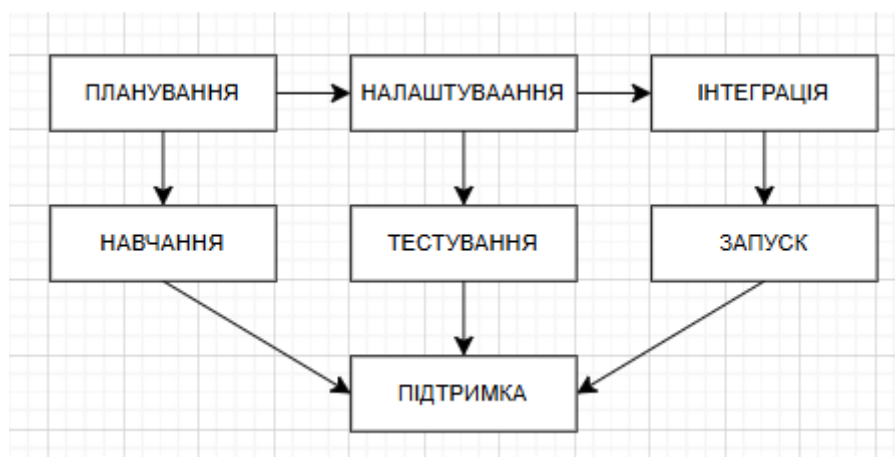 ПЛАНУВАННЯ
НАЛАШТУВААННЯ
ІНТЕГРАЦІЯ
НАВЧАННЯ
ТЕСТУВАННЯ
ЗАПУСК
ПІДТРИМКА